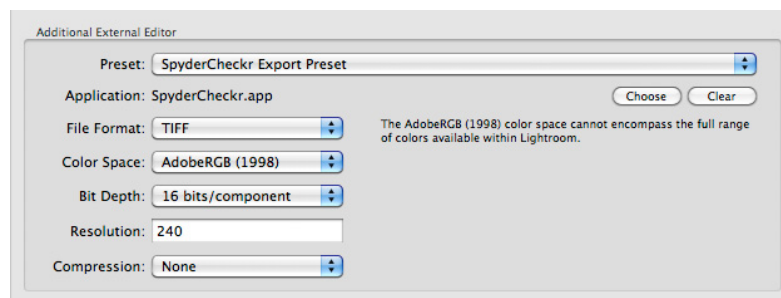 Additional External Editor
Preset: SpyderCheckr Export Preset
Application: SpyderCheckr.app Choose Clear
File Format: TIFF
The AdobeRGB (1998) color space cannot encompass the full range
of colors available within Lightroom.
Color Space: AdobeRGB (1998)
Bit Depth: 16 bits/component
Resolution: 240
Compression: None